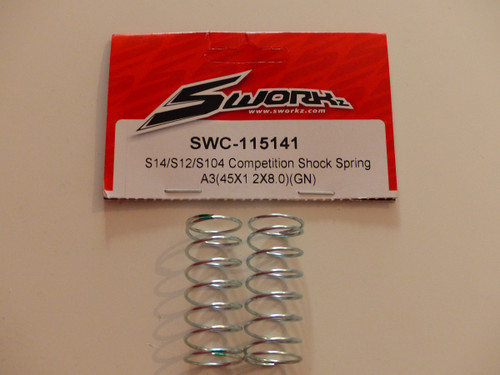 SWORKz
www.sworkz.com
SWC-115141
S14/S12/S104 Competition Shock Spring
A3(45X1 2X8.0)(GN)